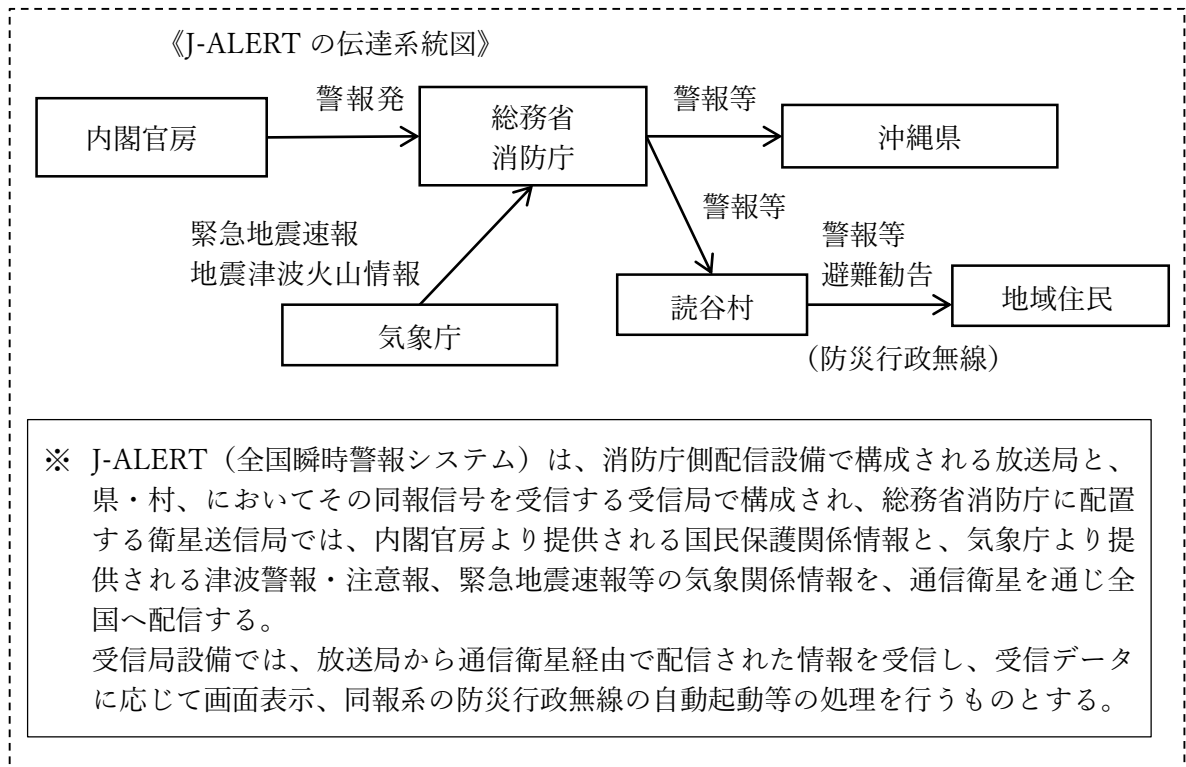 《J-ALERT の伝達系統図》
内閣官房
警報発
総務省
消防庁
警報等
沖縄県
緊急地震速報
地震津波火山情報
気象庁
警報等
読谷村
警報等
避難勧告
地域住民
(防災行政無線)
※ J-ALERT（全国瞬時警報システム）は、消防庁側配信設備で構成される放送局と、
県・村、においてその同報信号を受信する受信局で構成され、総務省消防庁に配置
する衛星送信局では、内閣官房より提供される国民保護関係情報と、気象庁より提
供される津波警報・注意報、緊急地震速報等の気象関係情報を、通信衛星を通じ全
国へ配信する。
受信局設備では、放送局から通信衛星経由で配信された情報を受信し、受信データ
に応じて画面表示、同報系の防災行政無線の自動起動等の処理を行うものとする。